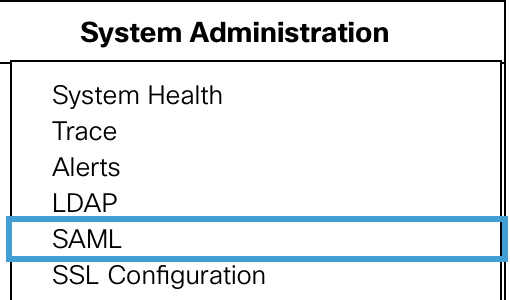 System Administration
System Health
Trace
Alerts
LDAP
SAML
SSL Configuration